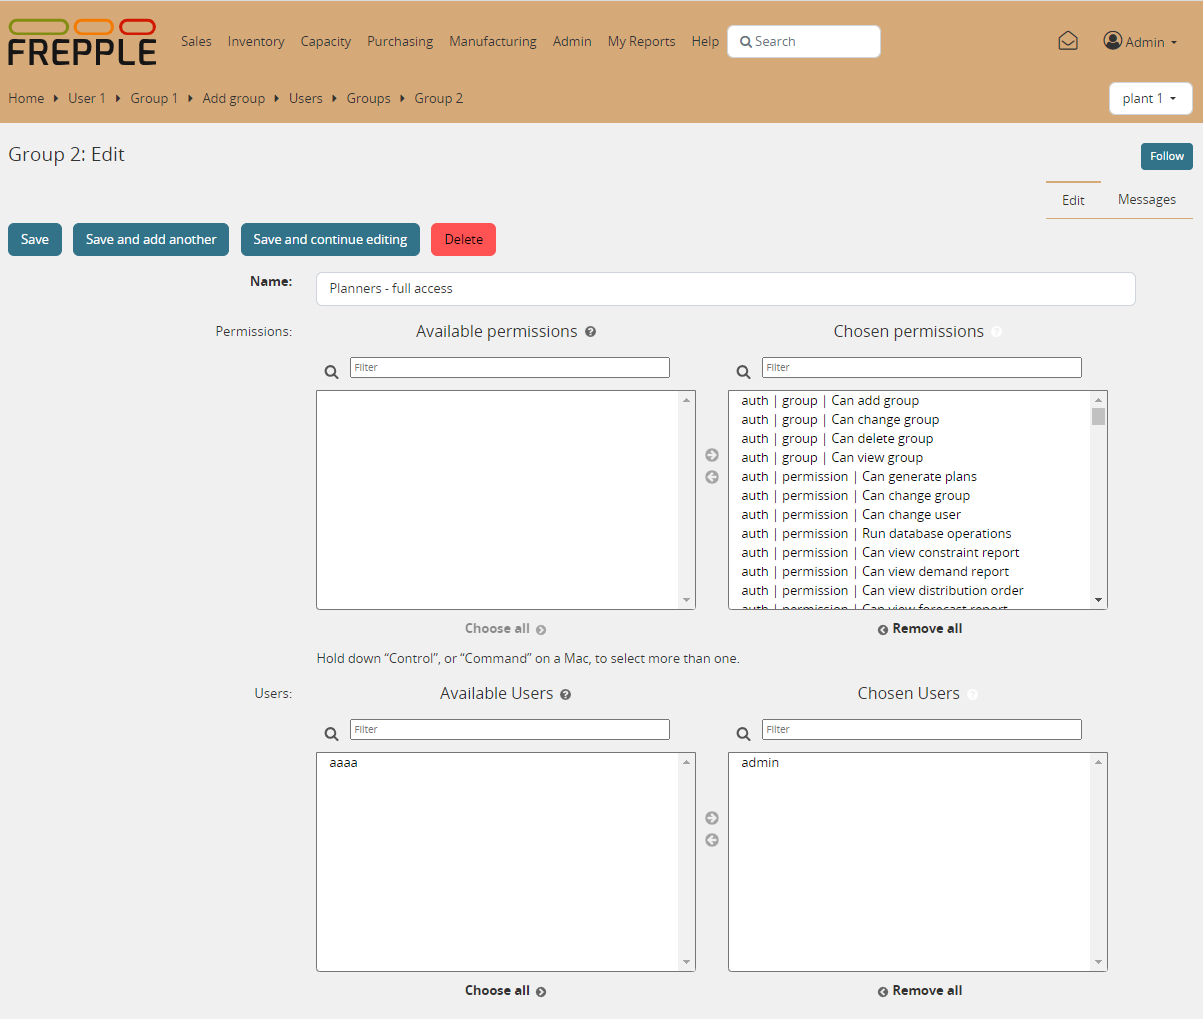 FREPPLE
Sales Inventory Capacity Purchasing Manufacturing Admin My Reports Help Search Admin
Home User 1 Group 1 Add group Users Groups Group 2 plant 1
Group 2: Edit
Follow
Edit Messages
Save Save and add another Save and continue editing Delete
Name: Planners - full access
Permissions: Available permissions Chosen permissions
Filter Filter
auth | group | Can add group
auth | group | Can change group
auth | group | Can delete group
auth | group | Can view group
auth | permission | Can generate plans
auth | permission | Can change group
auth | permission | Can change user
auth | permission | Run database operations
auth | permission | Can view constraint report
auth | permission | Can view demand report
auth | permission | Can view distribution order
auth | permission | Can view forecast report
Choose all Remove all
Hold down “Control”, or “Command” on a Mac, to select more than one.
Users: Available Users Chosen Users
Filter Filter
aaaa admin
Choose all Remove all